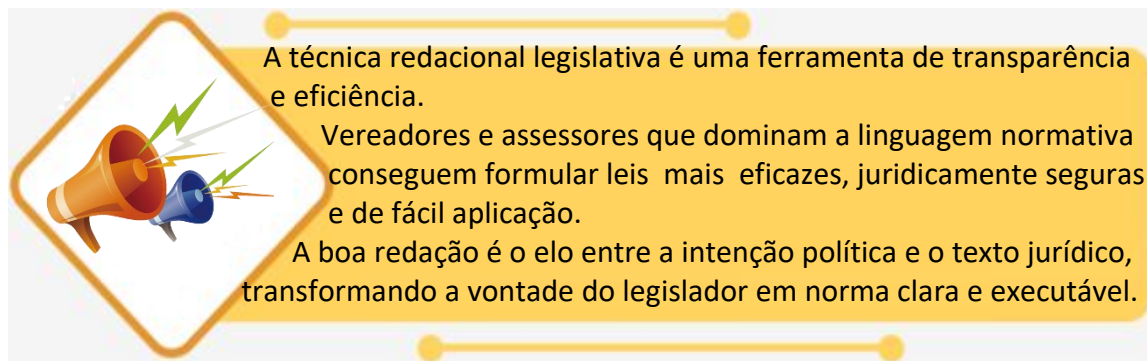 A técnica redacional legislativa é uma ferramenta de transparência
e eficiência.
Vereadores e assessores que dominam a linguagem normativa
conseguem formular leis mais eficazes, juridicamente seguras
e de fácil aplicação.
A boa redação é o elo entre a intenção política e o texto jurídico,
transformando a vontade do legislador em norma clara e executável.